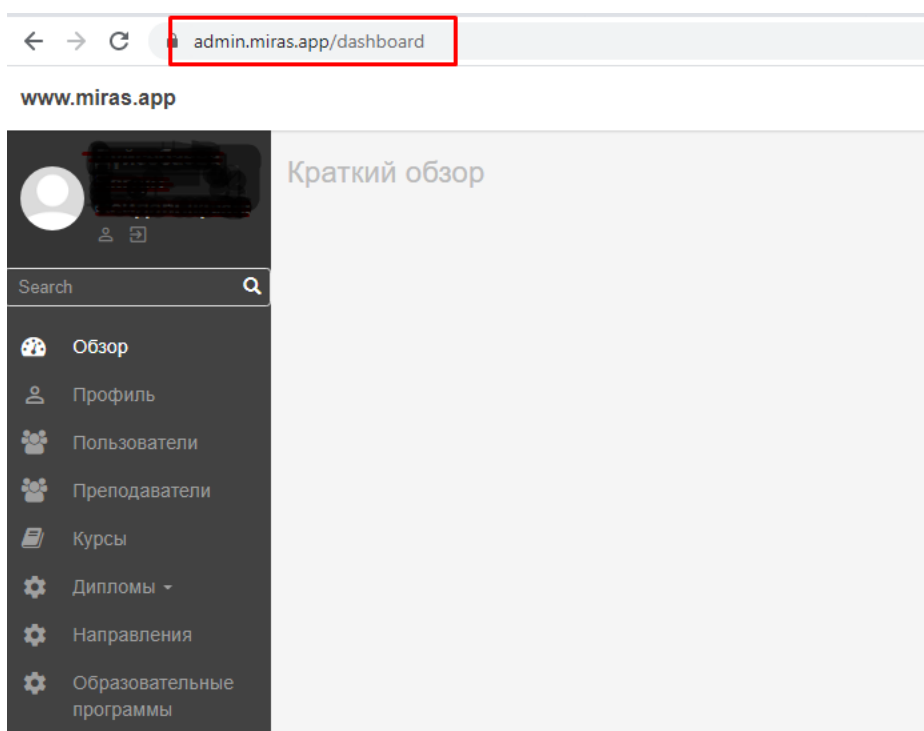 admin.miras.app/dashboard
www.miras.app
Краткий обзор
Search
Обзор
Профиль
Пользователи
Преподаватели
Курсы
Дипломы
Направления
Образовательные
программы